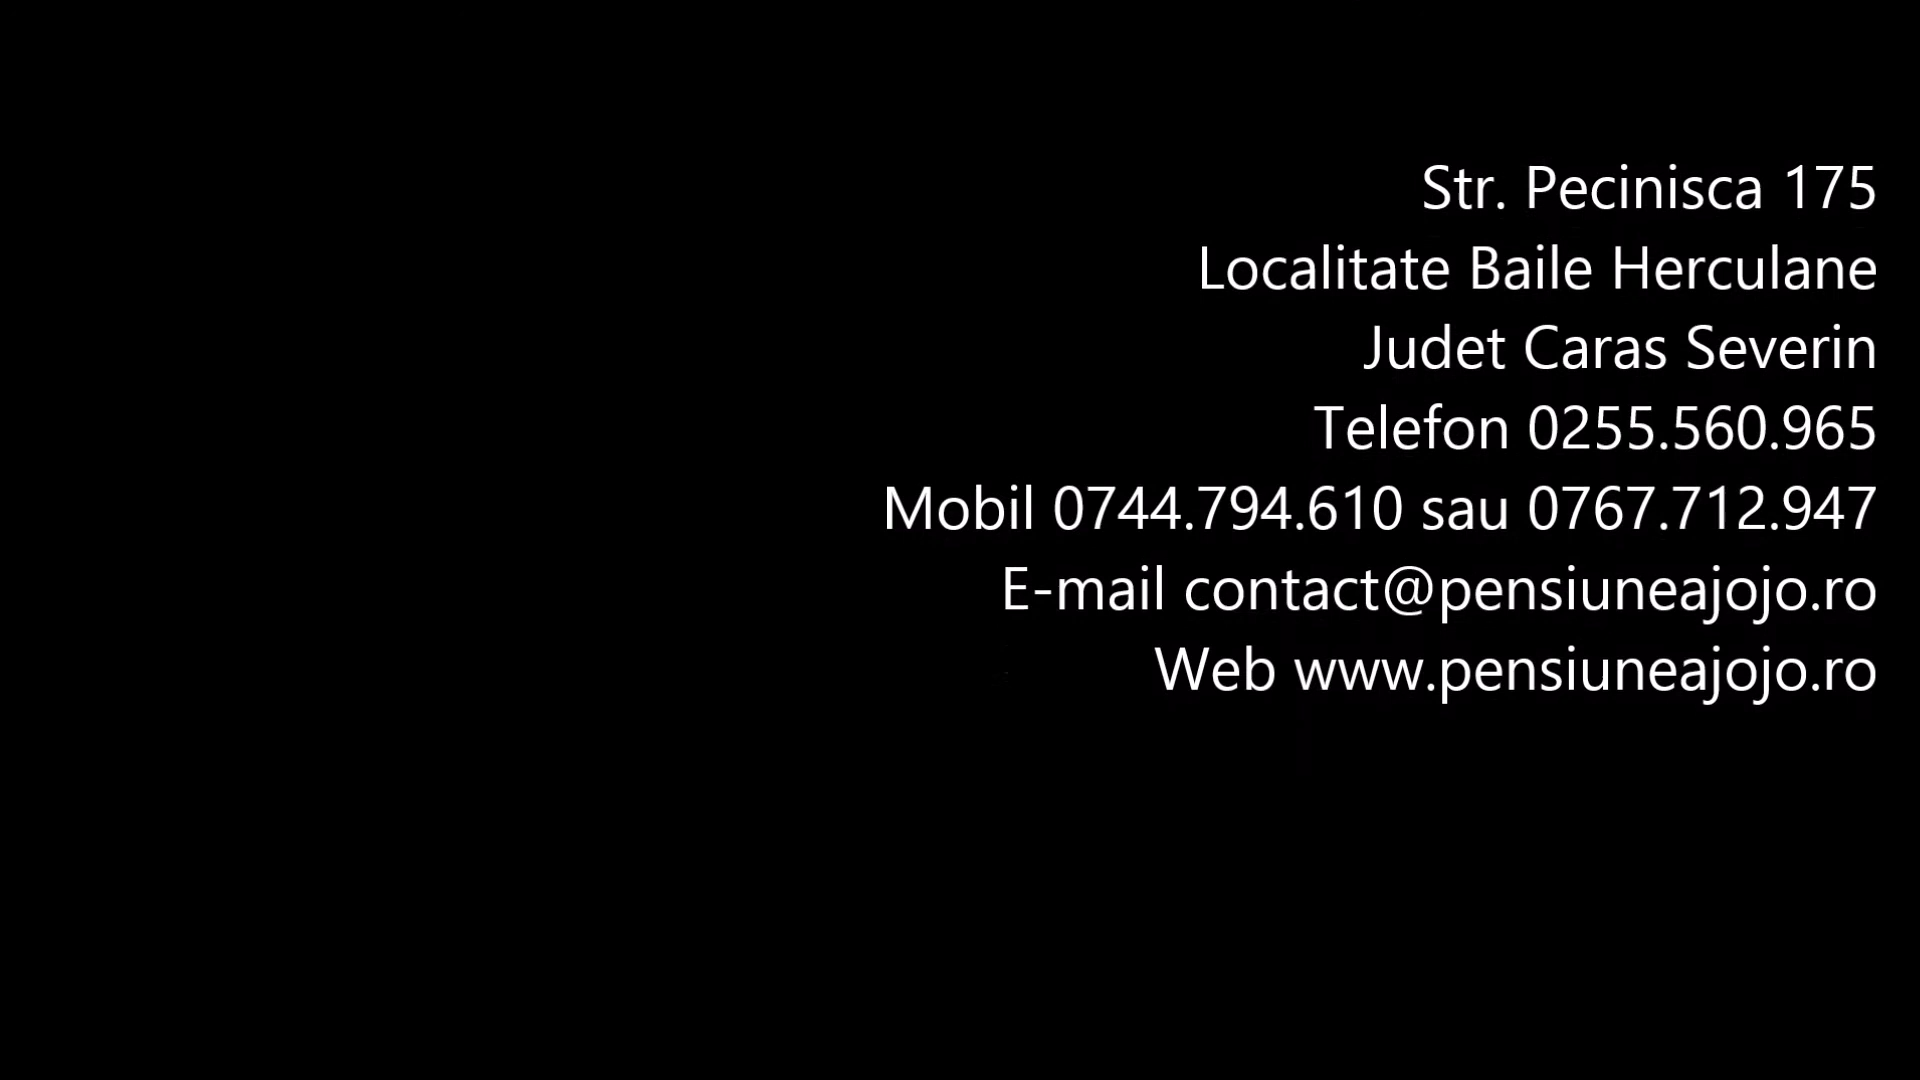 Str. Pecinisca 175
Localitate Baile Herculane
Judet Caras Severin
Telefon 0255.560.965
Mobil 0744.794.610 sau 0767.712.947
E-mail contact@pensiuneajojo.ro
Web www.pensiuneajojo.ro